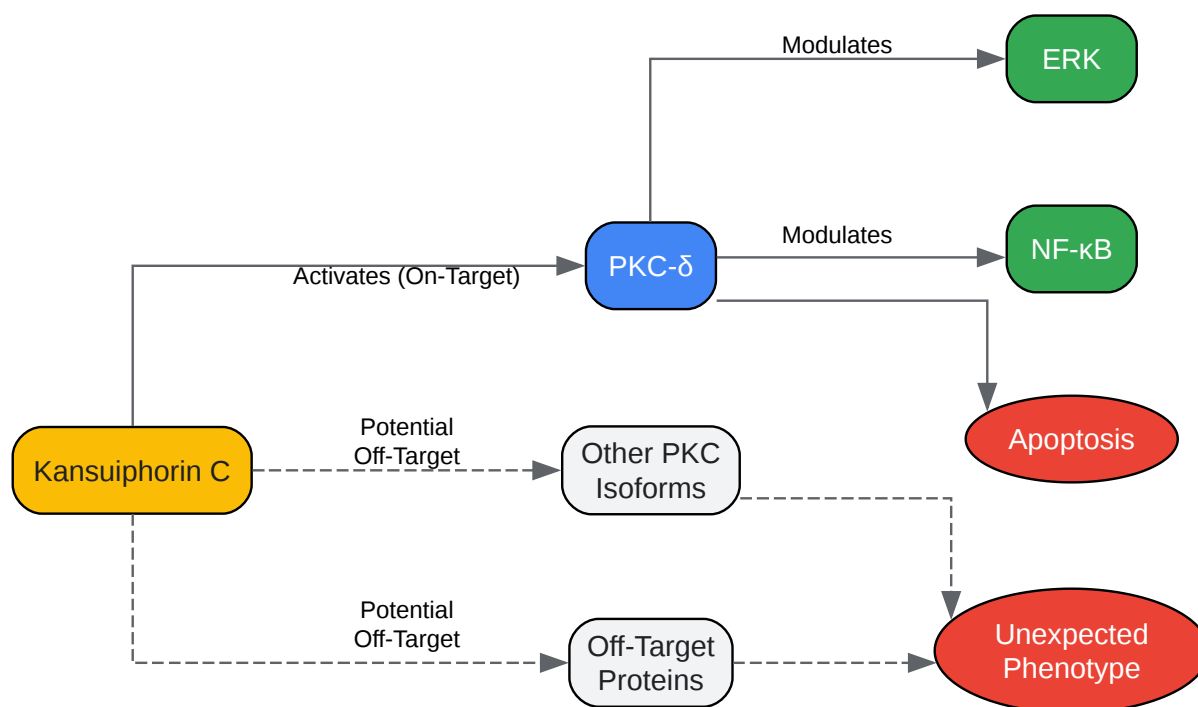 Modulates
ERK
Modulates
NF-κB
Activates (On-Target)
PKC-δ
Apoptosis
Kansuiphorin C
Potential
Off-Target
Other PKC
Isoforms
Potential
Off-Target
Off-Target
Proteins
Unexpected
Phenotype